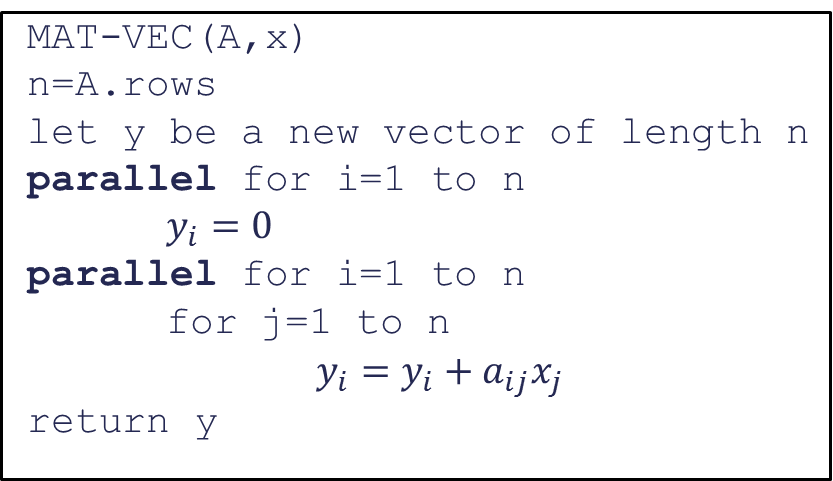 MAT-VEC(A,x)
n=A.rows
let y be a new vector of length n
parallel for i=1 to n
yᵢ = 0
parallel for i=1 to n
for j=1 to n
yᵢ = yᵢ + aᵢⱼxⱼ
return y